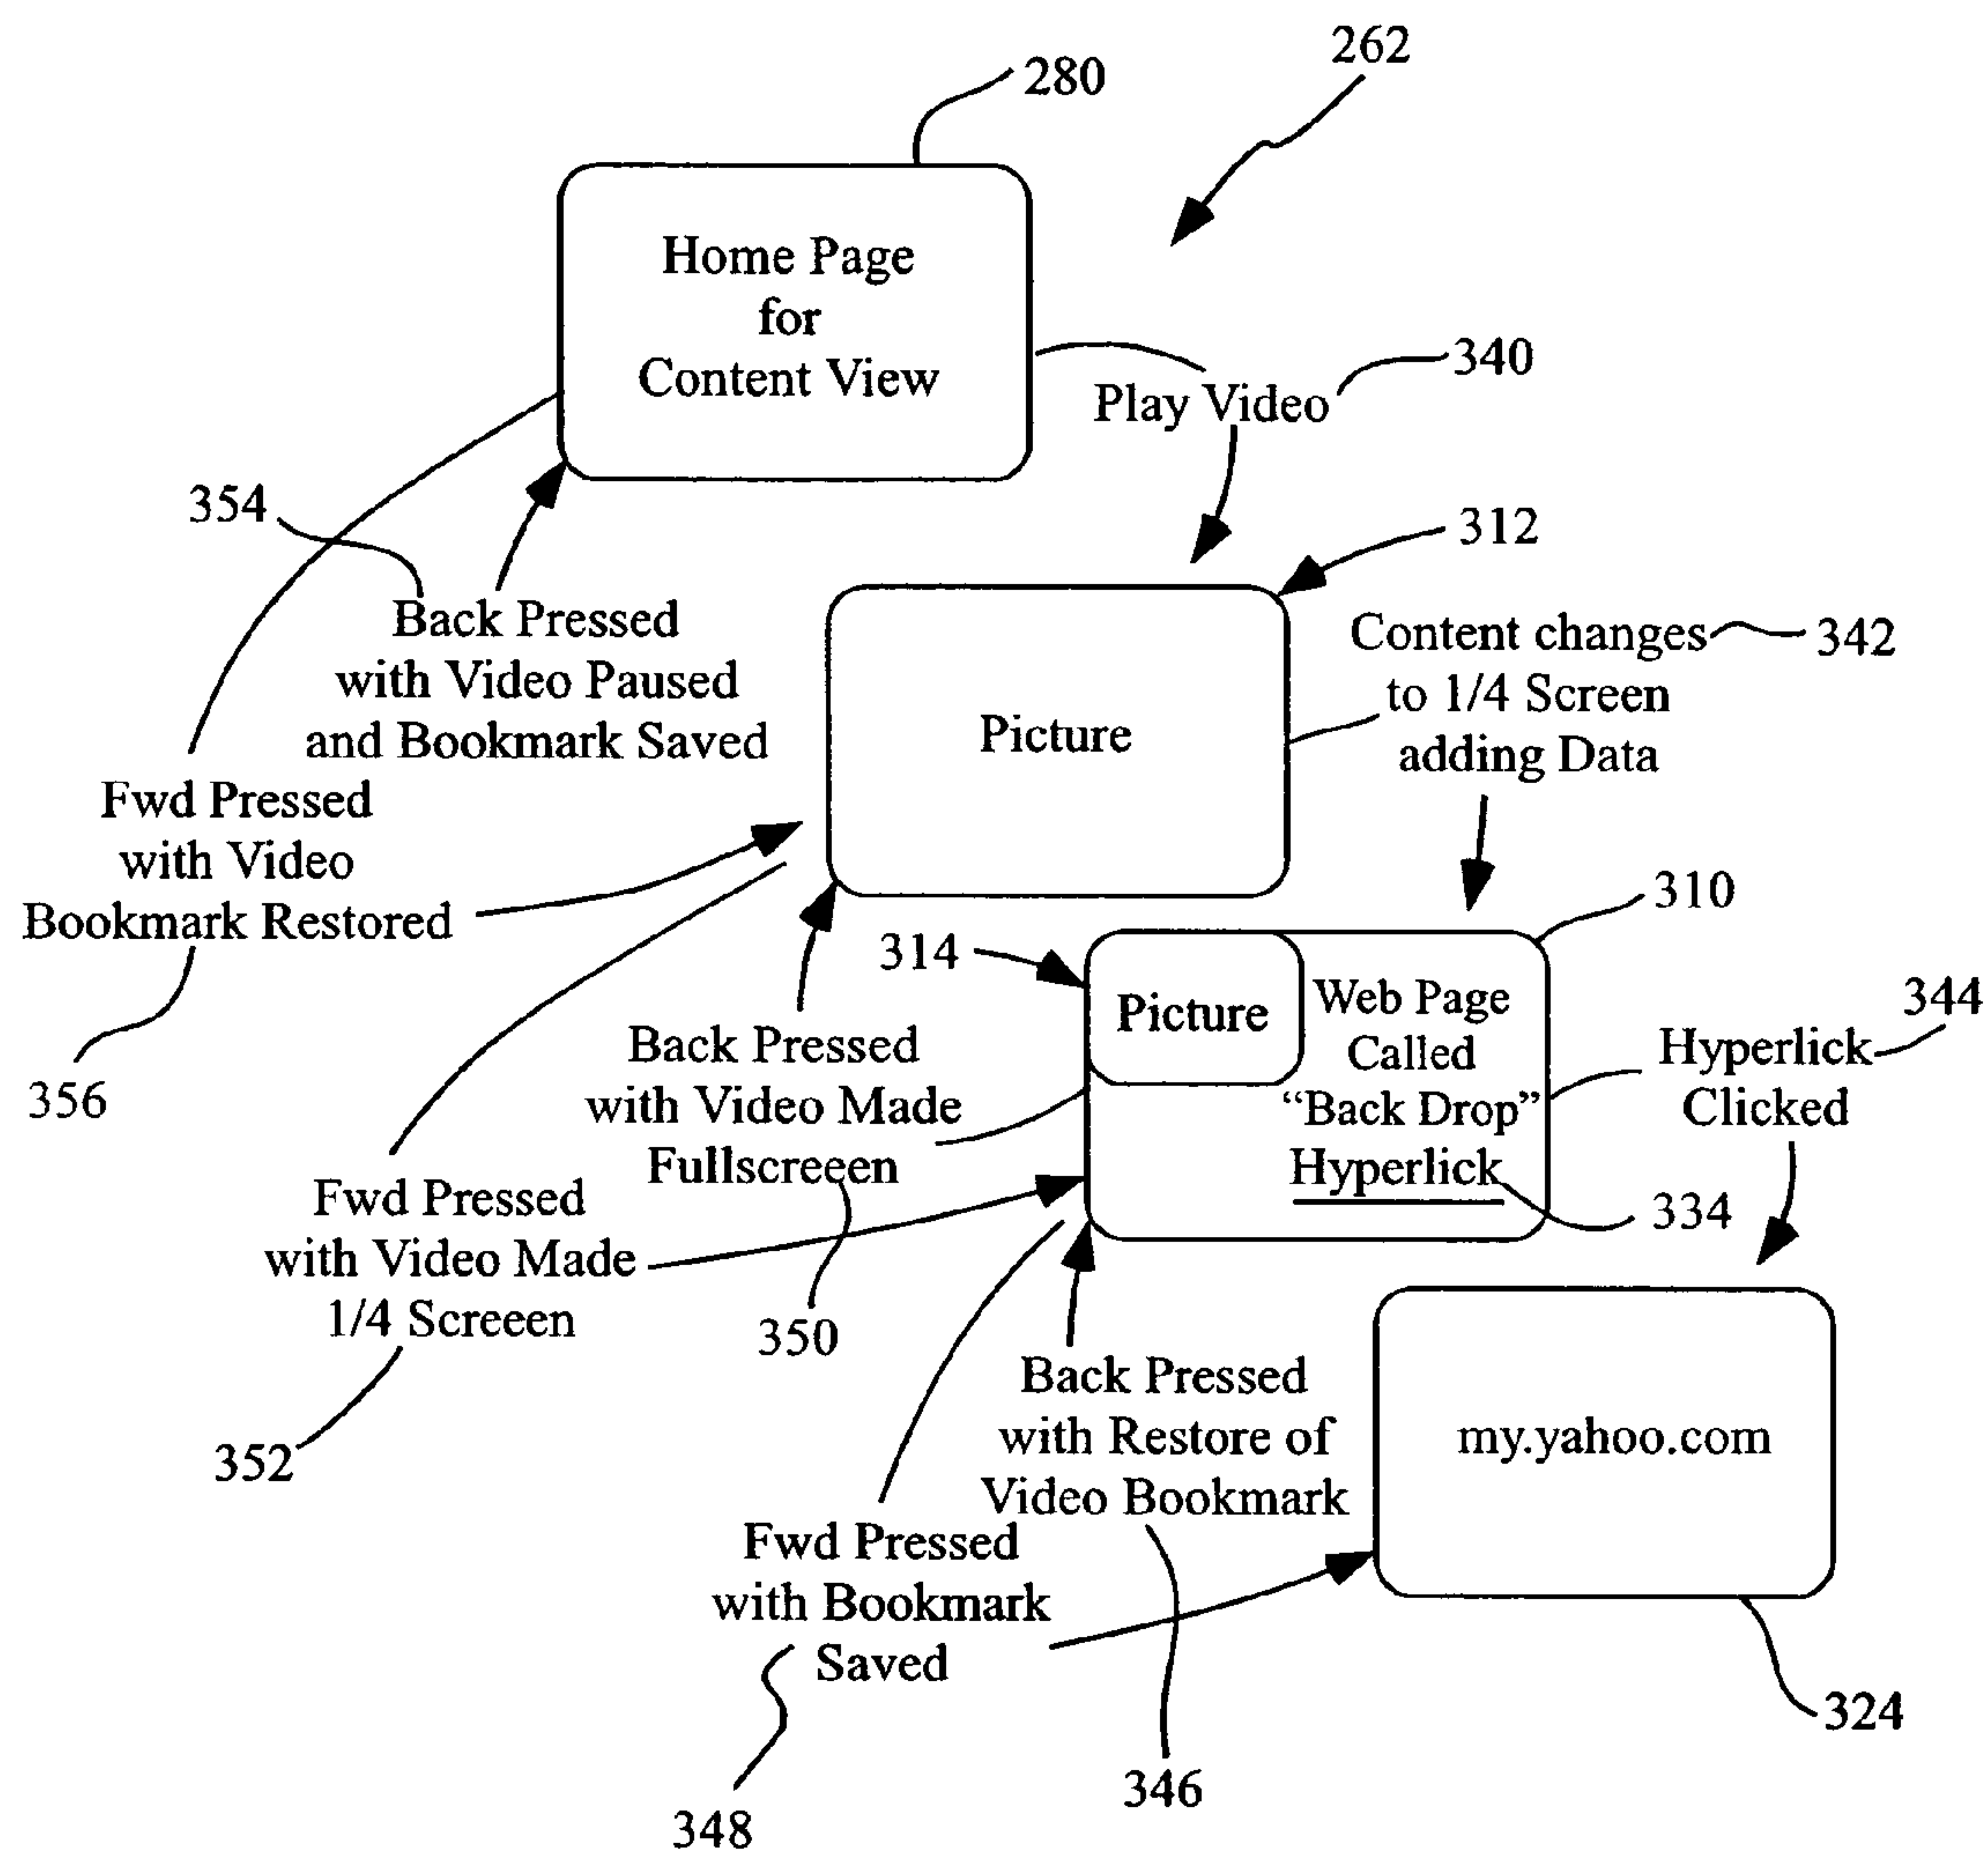 262
280
Home Page
for
Content View
340
Play Video
354
312
Back Pressed
with Video Paused
and Bookmark Saved
Content changes
to 1/4 Screen
adding Data
342
Picture
Fwd Pressed
with Video
Bookmark Restored
356
310
314
Picture
Web Page
Called
“Back Drop”
Hyperlick
334
344
Hyperlick
Clicked
Back Pressed
with Video Made
Fullscreeen
350
Fwd Pressed
with Video Made
1/4 Screeen
352
Back Pressed
with Restore of
Video Bookmark
346
my.yahoo.com
324
Fwd Pressed
with Bookmark
Saved
348